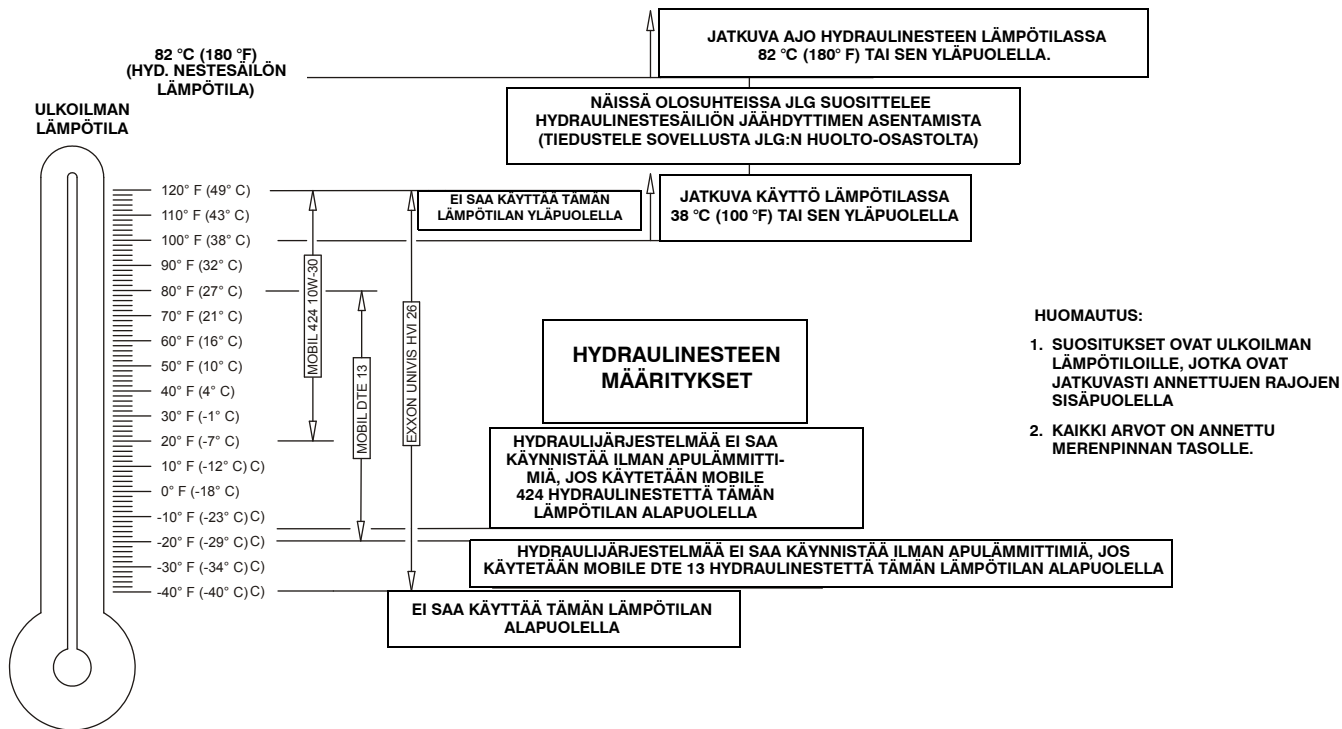 82 °C (180 °F)
(HYD. NESTESÄILÖN
LÄMPÖTILA)
JATKUVA AJO HYDRAULINESTEEN LÄMPÖTILASSA
82 °C (180° F) TAI SEN YLÄPUOLELLA.
ULKOILMAN
LÄMPÖTILA
NÄISSÄ OLOSUHTEISSA JLG SUOSITTELEE
HYDRAULINESTESÄILIÖN JÄÄHDYTTIMEN ASENTAMISTA
(TIEDUSTELE SOVELLUSTA JLG:N HUOLTO-OSASTOLTA)
EI SAA KÄYTTÄÄ TÄMÄN
LÄMPÖTILAN YLÄPUOLELLA
JATKUVA KÄYTTÖ LÄMPÖTILASSA
38 °C (100 °F) TAI SEN YLÄPUOLELLA
120° F (49° C)
110° F (43° C)
100° F (38° C)
90° F (32° C)
80° F (27° C)
70° F (21° C)
60° F (16° C)
50° F (10° C)
40° F (4° C)
30° F (-1° C)
20° F (-7° C)
10° F (-12° C) C)
0° F (-18° C)
-10° F (-23° C) C)
-20° F (-29° C) C)
-30° F (-34° C) C)
-40° F (-40° C) C)
MOBIL 424 10W-30
MOBIL DTE 13
EXXON UNIVIS HVI 26
HYDRAULINESTEEN
MÄÄRITYKSET
HYDRAULIJÄRJESTELMÄÄ EI SAA
KÄYNNISTÄÄ ILMAN APULÄMMITTI-
MIÄ, JOS KÄYTETÄÄN MOBILE
424 HYDRAULINESTETTÄ TÄMÄN
LÄMPÖTILAN ALAPUOLELLA
HYDRAULIJÄRJESTELMÄÄ EI SAA KÄYNNISTÄÄ ILMAN APULÄMMITTIMIÄ, JOS
KÄYTETÄÄN MOBILE DTE 13 HYDRAULINESTETTÄ TÄMÄN LÄMPÖTILAN ALAPUOLELLA
EI SAA KÄYTTÄÄ TÄMÄN LÄMPÖTILAN
ALAPUOLELLA
HUOMAUTUS:
1. SUOSITUKSET OVAT ULKOILMAN
LÄMPÖTILOILLE, JOTKA OVAT
JATKUVASTI ANNETTUJEN RAJOJEN
SISÄPUOLELLA
2. KAIKKI ARVOT ON ANNETTU
MERENPINNAN TASOLLE.